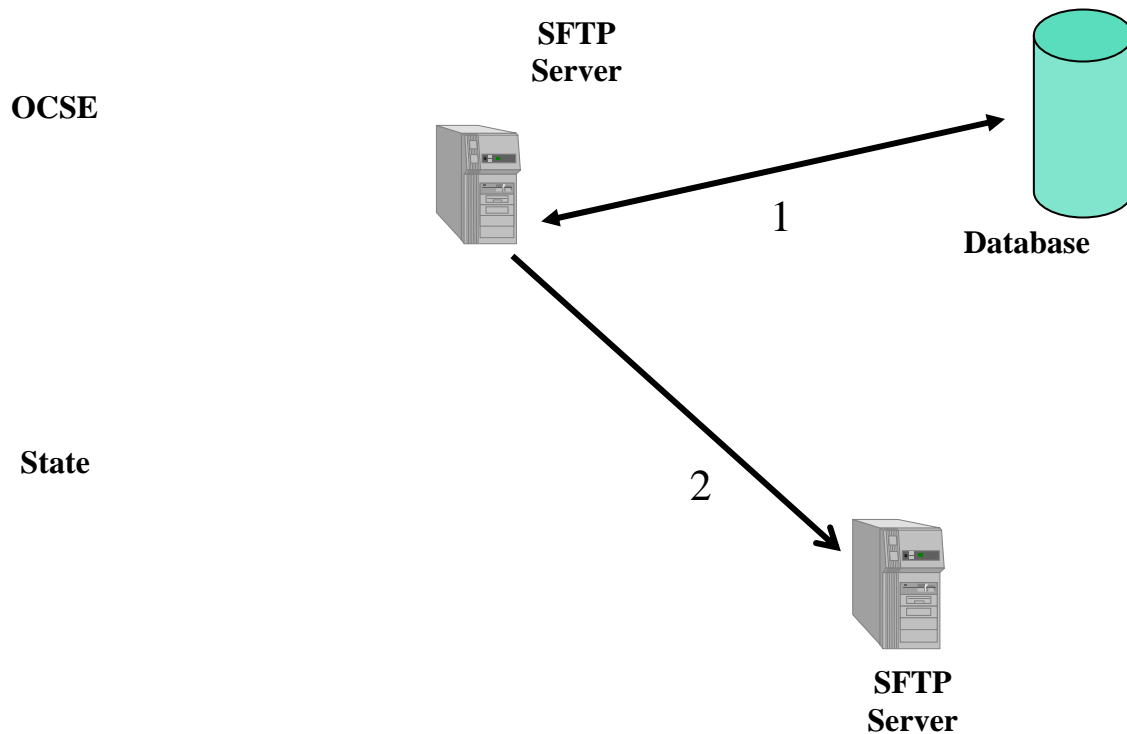 SFTP
Server
OCSE
1
Database
State
2
SFTP
Server